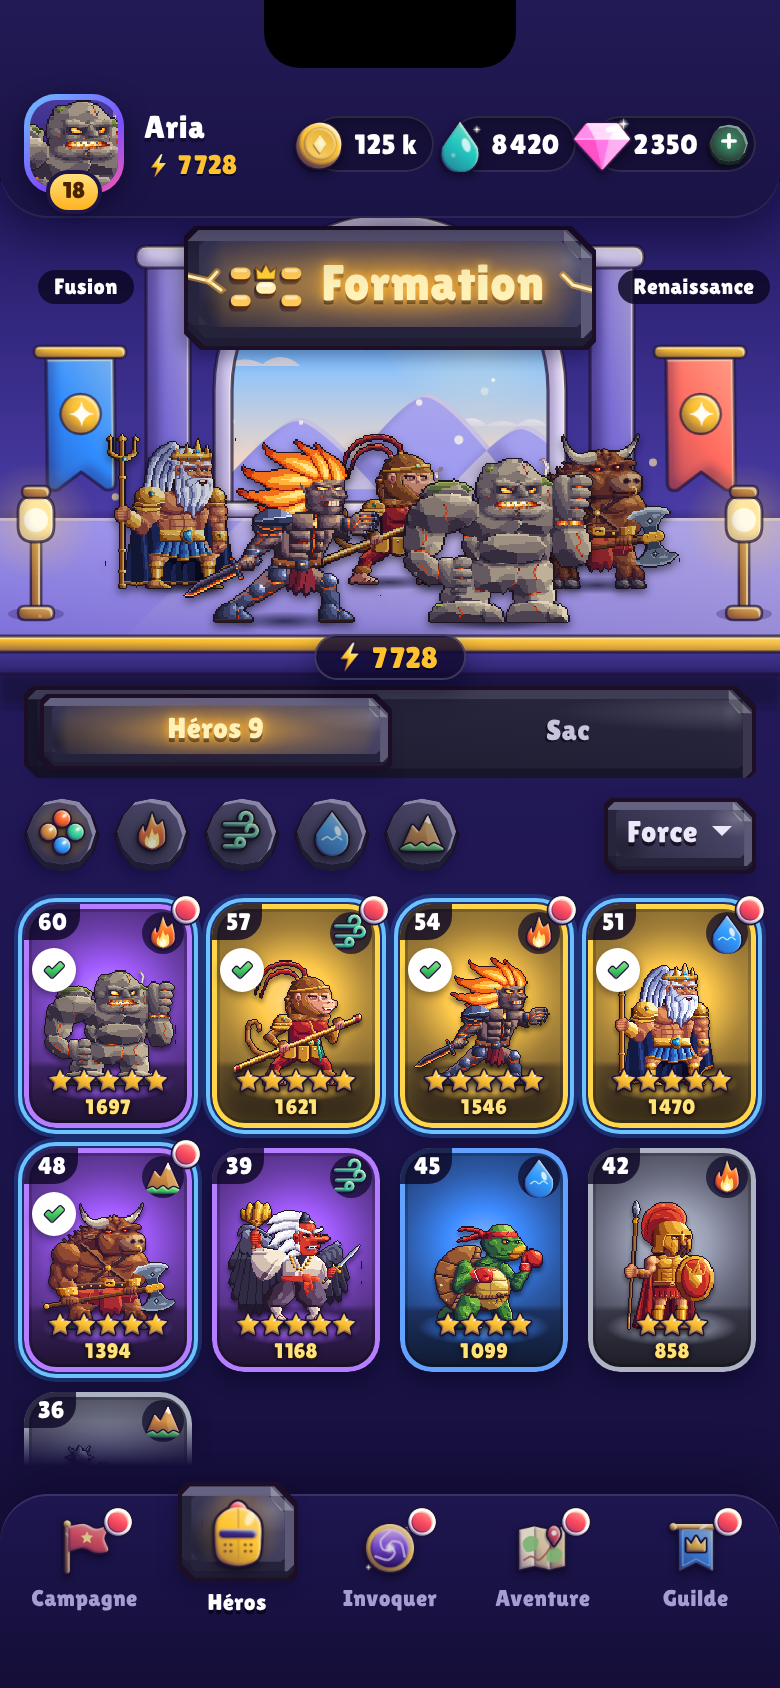 Aria
7728
18
125 k
8420
2350
Fusion
Formation
Renaissance
7728
Héros 9
Sac
Force
60
57
54
51
1697
1621
1546
1470
48
39
45
42
1394
1168
1099
858
36
Campagne
Héros
Invoquer
Aventure
Guilde